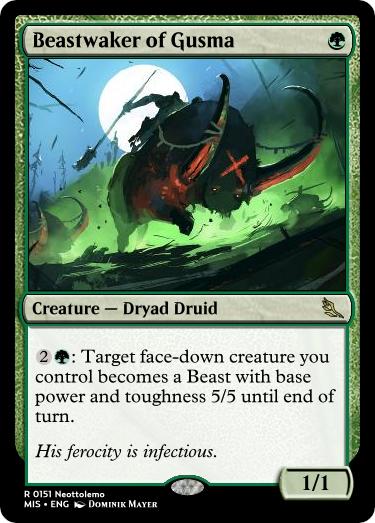 Beastwaker of Gusma
Creature — Dryad Druid
2 : Target face-down creature you
control becomes a Beast with base
power and toughness 5/5 until end of
turn.
His ferocity is infectious.
1/1
R 0151 Neottolemo
MIS • ENG Dominik Mayer